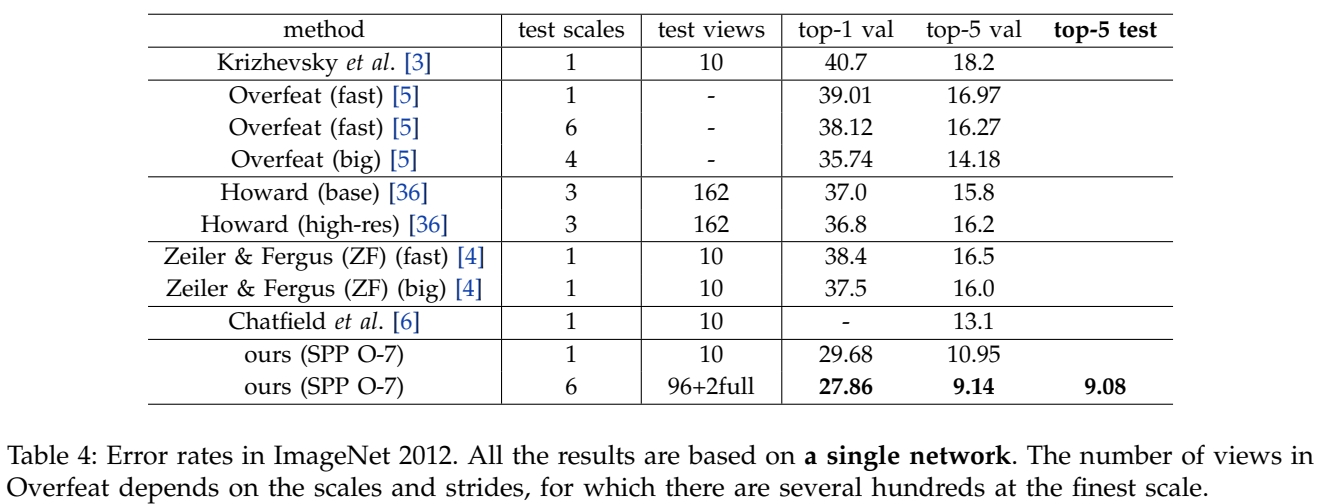 method test scales test views top-1 val top-5 val top-5 test
Krizhevsky et al. [3] 1 10 40.7 18.2
Overfeat (fast) [5] 1 - 39.01 16.97
Overfeat (fast) [5] 6 - 38.12 16.27
Overfeat (big) [5] 4 - 35.74 14.18
Howard (base) [36] 3 162 37.0 15.8
Howard (high-res) [36] 3 162 36.8 16.2
Zeiler & Fergus (ZF) (fast) [4] 1 10 38.4 16.5
Zeiler & Fergus (ZF) (big) [4] 1 10 37.5 16.0
Chatfield et al. [6] 1 10 - 13.1
ours (SPP O-7) 1 10 29.68 10.95
ours (SPP O-7) 6 96+2full 27.86 9.14 9.08
Table 4: Error rates in ImageNet 2012. All the results are based on a single network. The number of views in
Overfeat depends on the scales and strides, for which there are several hundreds at the finest scale.